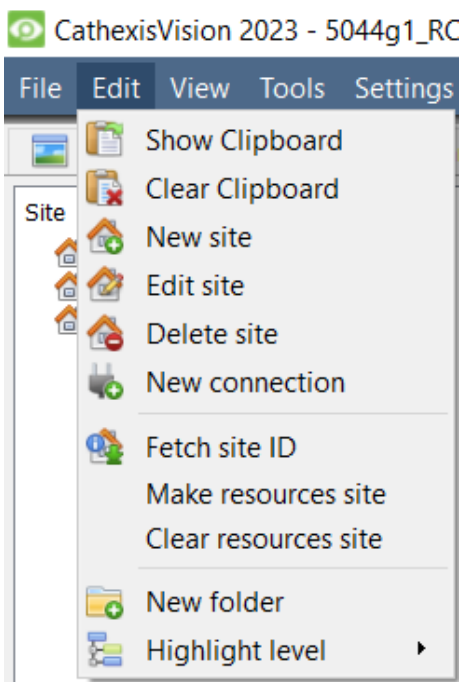 CathexisVision 2023 - 5044g1_RC
File Edit View Tools Settings
Site
Show Clipboard
Clear Clipboard
New site
Edit site
Delete site
New connection
Fetch site ID
Make resources site
Clear resources site
New folder
Highlight level